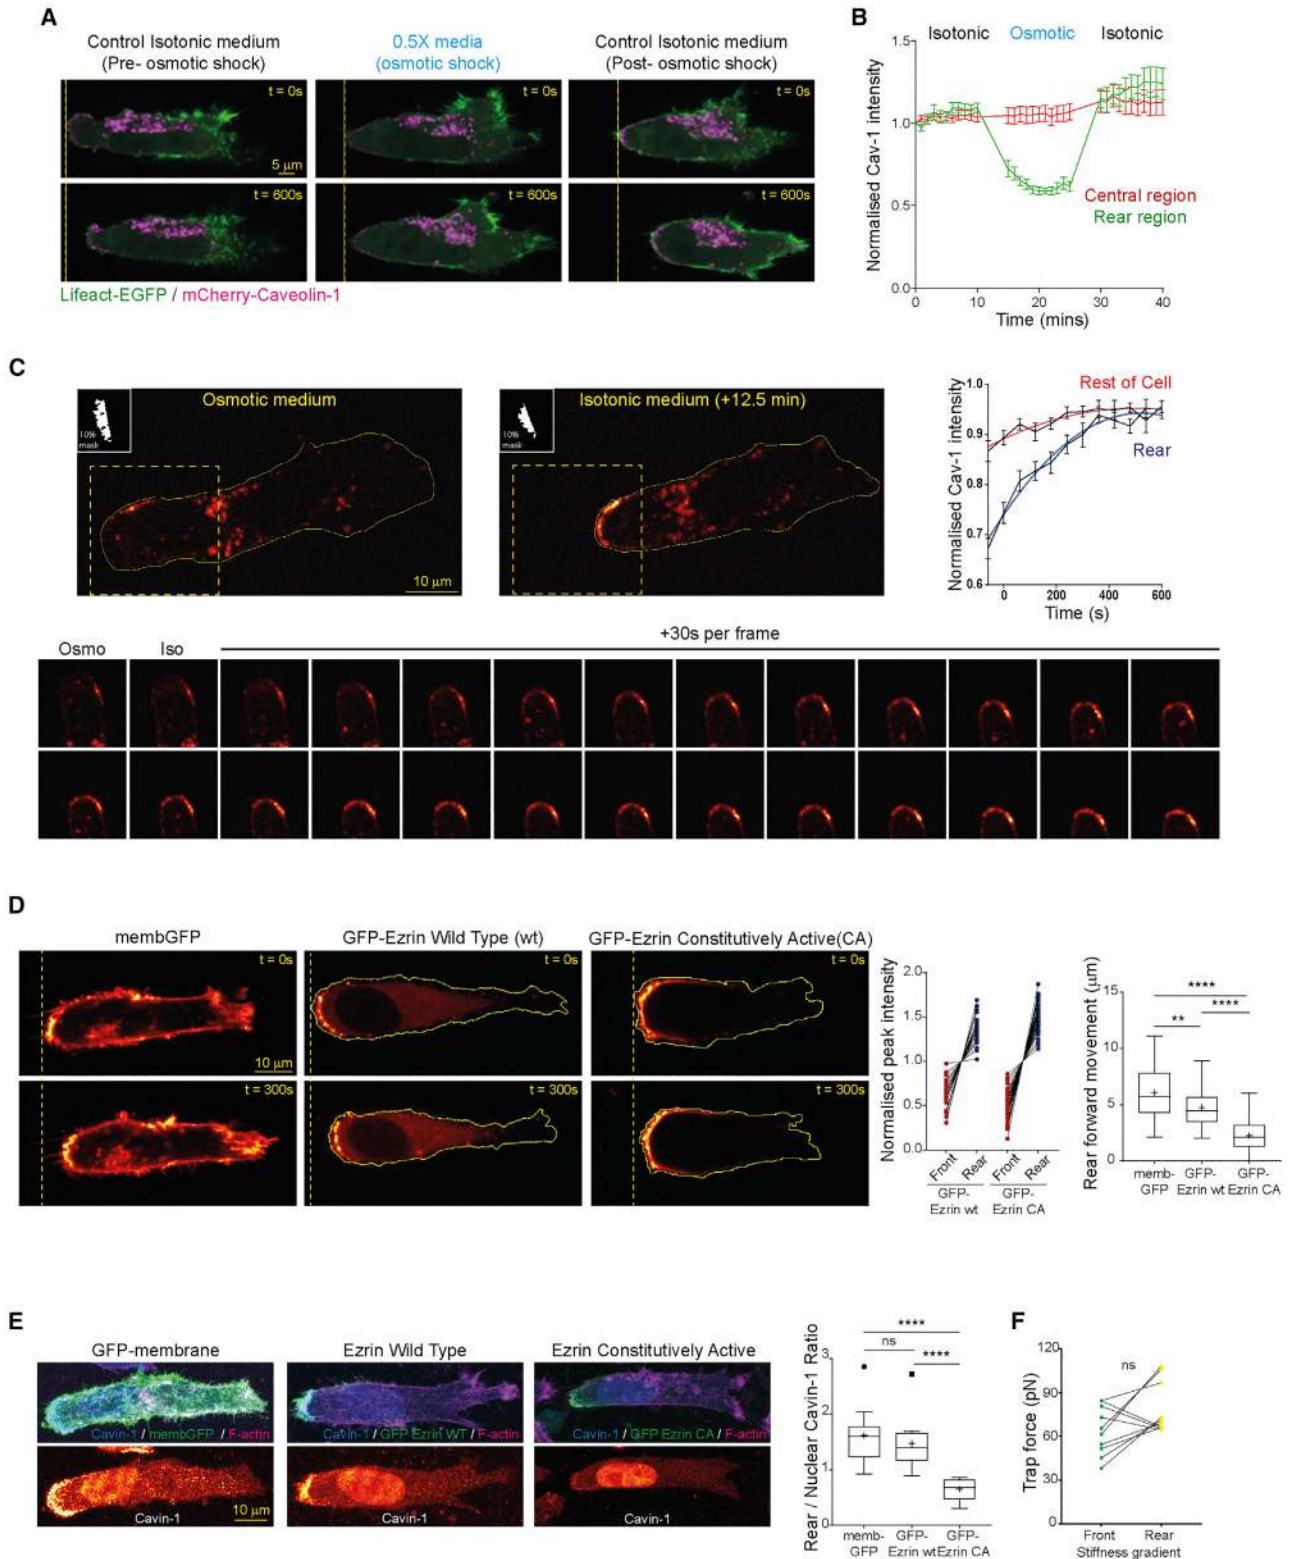 A
Control Isotonic medium
(Pre- osmotic shock)
0.5X media
(osmotic shock)
Control Isotonic medium
(Post- osmotic shock)
t = 0s
t = 0s
t = 0s
5 μm
t = 600s
t = 600s
t = 600s
Lifeact-EGFP / mCherry-Caveolin-1
B
Isotonic Osmotic Isotonic
Normalised Cav-1 intensity
1.5
1.0
0.5
0.0
Central region
Rear region
0 10 20 30 40
Time (mins)
C
Osmotic medium
10%
mask
10 μm
Isotonic medium (+12.5 min)
10%
mask
Normalised Cav-1 intensity
1.0
0.9
0.8
0.7
0.6
Rest of Cell
Rear
0 200 400 600
Time (s)
Osmo
Iso
+30s per frame
D
membGFP
GFP-Ezrin Wild Type (wt)
GFP-Ezrin Constitutively Active(CA)
t = 0s
t = 0s
t = 0s
10 μm
t = 300s
t = 300s
t = 300s
Normalised peak intensity
2.0
1.5
1.0
0.5
0.0
Front Rear Front Rear
GFP-
Ezrin wt
GFP-
Ezrin CA
Rear forward movement (μm)
15
10
5
0
****
****
**
memb-
GFP
GFP-
Ezrin wt
GFP-
Ezrin CA
E
GFP-membrane
Ezrin Wild Type
Ezrin Constitutively Active
Cavin-1 / membGFP / F-actin
Cavin-1 / GFP Ezrin WT / F-actin
Cavin-1 / GFP Ezrin CA / F-actin
10 μm
Cavin-1
Cavin-1
Cavin-1
Rear / Nuclear Cavin-1 Ratio
3
2
1
0
****
ns
****
memb-
GFP
GFP-
Ezrin wt
GFP-
Ezrin CA
F
Trap force (pN)
120
90
60
30
0
ns
Front Rear
Stiffness gradient